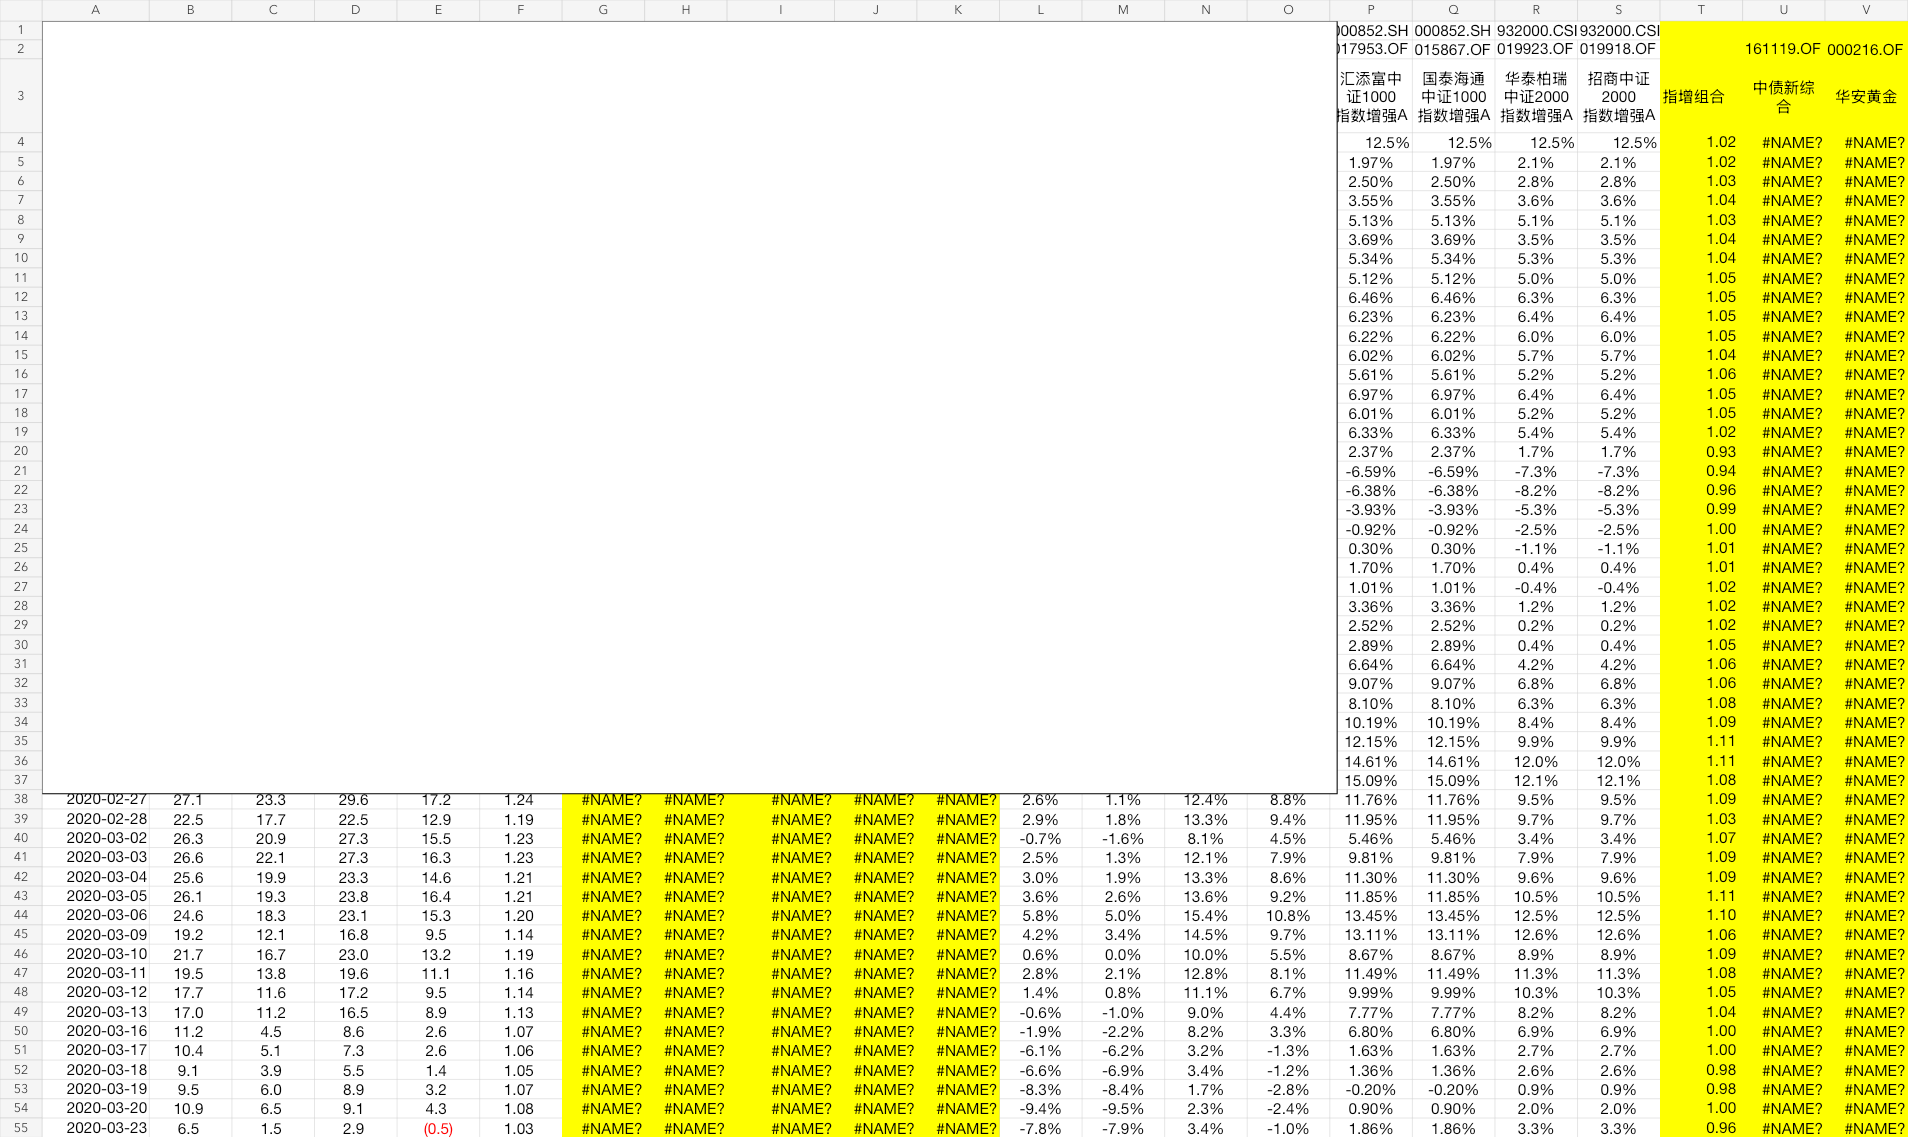 A B C D E F G H I J K L M N O P Q R S T U V
1 000852.SH 000852.SH 932000.CSI 932000.CSI
2 017953.OF 015867.OF 019923.OF 019918.OF 161119.OF 000216.OF
3 汇添富中证1000指数增强A 国泰海通中证1000指数增强A 华泰柏瑞中证2000指数增强A 招商中证2000指数增强A 指增组合 中债新综合 华安黄金
4 12.5% 12.5% 12.5% 12.5% 1.02 #NAME? #NAME?
5 1.97% 1.97% 2.1% 2.1% 1.02 #NAME? #NAME?
6 2.50% 2.50% 2.8% 2.8% 1.03 #NAME? #NAME?
7 3.55% 3.55% 3.6% 3.6% 1.04 #NAME? #NAME?
8 5.13% 5.13% 5.1% 5.1% 1.03 #NAME? #NAME?
9 3.69% 3.69% 3.5% 3.5% 1.04 #NAME? #NAME?
10 5.34% 5.34% 5.3% 5.3% 1.04 #NAME? #NAME?
11 5.12% 5.12% 5.0% 5.0% 1.05 #NAME? #NAME?
12 6.46% 6.46% 6.3% 6.3% 1.05 #NAME? #NAME?
13 6.23% 6.23% 6.4% 6.4% 1.05 #NAME? #NAME?
14 6.22% 6.22% 6.0% 6.0% 1.05 #NAME? #NAME?
15 6.02% 6.02% 5.7% 5.7% 1.04 #NAME? #NAME?
16 5.61% 5.61% 5.2% 5.2% 1.06 #NAME? #NAME?
17 6.97% 6.97% 6.4% 6.4% 1.05 #NAME? #NAME?
18 6.01% 6.01% 5.2% 5.2% 1.05 #NAME? #NAME?
19 6.33% 6.33% 5.4% 5.4% 1.02 #NAME? #NAME?
20 2.37% 2.37% 1.7% 1.7% 0.93 #NAME? #NAME?
21 -6.59% -6.59% -7.3% -7.3% 0.94 #NAME? #NAME?
22 -6.38% -6.38% -8.2% -8.2% 0.96 #NAME? #NAME?
23 -3.93% -3.93% -5.3% -5.3% 0.99 #NAME? #NAME?
24 -0.92% -0.92% -2.5% -2.5% 1.00 #NAME? #NAME?
25 0.30% 0.30% -1.1% -1.1% 1.01 #NAME? #NAME?
26 1.70% 1.70% 0.4% 0.4% 1.01 #NAME? #NAME?
27 1.01% 1.01% -0.4% -0.4% 1.02 #NAME? #NAME?
28 3.36% 3.36% 1.2% 1.2% 1.02 #NAME? #NAME?
29 2.52% 2.52% 0.2% 0.2% 1.02 #NAME? #NAME?
30 2.89% 2.89% 0.4% 0.4% 1.05 #NAME? #NAME?
31 6.64% 6.64% 4.2% 4.2% 1.06 #NAME? #NAME?
32 9.07% 9.07% 6.8% 6.8% 1.06 #NAME? #NAME?
33 8.10% 8.10% 6.3% 6.3% 1.08 #NAME? #NAME?
34 10.19% 10.19% 8.4% 8.4% 1.09 #NAME? #NAME?
35 12.15% 12.15% 9.9% 9.9% 1.11 #NAME? #NAME?
36 14.61% 14.61% 12.0% 12.0% 1.11 #NAME? #NAME?
37 15.09% 15.09% 12.1% 12.1% 1.08 #NAME? #NAME?
38 2020-02-27 27.1 23.3 29.6 17.2 1.24 #NAME? #NAME? #NAME? #NAME? #NAME? 2.6% 1.1% 12.4% 8.8% 11.76% 11.76% 9.5% 9.5% 1.09 #NAME? #NAME?
39 2020-02-28 22.5 17.7 22.5 12.9 1.19 #NAME? #NAME? #NAME? #NAME? #NAME? 2.9% 1.8% 13.3% 9.4% 11.95% 11.95% 9.7% 9.7% 1.03 #NAME? #NAME?
40 2020-03-02 26.3 20.9 27.3 15.5 1.23 #NAME? #NAME? #NAME? #NAME? #NAME? -0.7% -1.6% 8.1% 4.5% 5.46% 5.46% 3.4% 3.4% 1.07 #NAME? #NAME?
41 2020-03-03 26.6 22.1 27.3 16.3 1.23 #NAME? #NAME? #NAME? #NAME? #NAME? 2.5% 1.3% 12.1% 7.9% 9.81% 9.81% 7.9% 7.9% 1.09 #NAME? #NAME?
42 2020-03-04 25.6 19.9 23.3 14.6 1.21 #NAME? #NAME? #NAME? #NAME? #NAME? 3.0% 1.9% 13.3% 8.6% 11.30% 11.30% 9.6% 9.6% 1.09 #NAME? #NAME?
43 2020-03-05 26.1 19.3 23.8 16.4 1.21 #NAME? #NAME? #NAME? #NAME? #NAME? 3.6% 2.6% 13.6% 9.2% 11.85% 11.85% 10.5% 10.5% 1.11 #NAME? #NAME?
44 2020-03-06 24.6 18.3 23.1 15.3 1.20 #NAME? #NAME? #NAME? #NAME? #NAME? 5.8% 5.0% 15.4% 10.8% 13.45% 13.45% 12.5% 12.5% 1.10 #NAME? #NAME?
45 2020-03-09 19.2 12.1 16.8 9.5 1.14 #NAME? #NAME? #NAME? #NAME? #NAME? 4.2% 3.4% 14.5% 9.7% 13.11% 13.11% 12.6% 12.6% 1.06 #NAME? #NAME?
46 2020-03-10 21.7 16.7 23.0 13.2 1.19 #NAME? #NAME? #NAME? #NAME? #NAME? 0.6% 0.0% 10.0% 5.5% 8.67% 8.67% 8.9% 8.9% 1.09 #NAME? #NAME?
47 2020-03-11 19.5 13.8 19.6 11.1 1.16 #NAME? #NAME? #NAME? #NAME? #NAME? 2.8% 2.1% 12.8% 8.1% 11.49% 11.49% 11.3% 11.3% 1.08 #NAME? #NAME?
48 2020-03-12 17.7 11.6 17.2 9.5 1.14 #NAME? #NAME? #NAME? #NAME? #NAME? 1.4% 0.8% 11.1% 6.7% 9.99% 9.99% 10.3% 10.3% 1.05 #NAME? #NAME?
49 2020-03-13 17.0 11.2 16.5 8.9 1.13 #NAME? #NAME? #NAME? #NAME? #NAME? -0.6% -1.0% 9.0% 4.4% 7.77% 7.77% 8.2% 8.2% 1.04 #NAME? #NAME?
50 2020-03-16 11.2 4.5 8.6 2.6 1.07 #NAME? #NAME? #NAME? #NAME? #NAME? -1.9% -2.2% 8.2% 3.3% 6.80% 6.80% 6.9% 6.9% 1.00 #NAME? #NAME?
51 2020-03-17 10.4 5.1 7.3 2.6 1.06 #NAME? #NAME? #NAME? #NAME? #NAME? -6.1% -6.2% 3.2% -1.3% 1.63% 1.63% 2.7% 2.7% 1.00 #NAME? #NAME?
52 2020-03-18 9.1 3.9 5.5 1.4 1.05 #NAME? #NAME? #NAME? #NAME? #NAME? -6.6% -6.9% 3.4% -1.2% 1.36% 1.36% 2.6% 2.6% 0.98 #NAME? #NAME?
53 2020-03-19 9.5 6.0 8.9 3.2 1.07 #NAME? #NAME? #NAME? #NAME? #NAME? -8.3% -8.4% 1.7% -2.8% -0.20% -0.20% 0.9% 0.9% 0.98 #NAME? #NAME?
54 2020-03-20 10.9 6.5 9.1 4.3 1.08 #NAME? #NAME? #NAME? #NAME? #NAME? -9.4% -9.5% 2.3% -2.4% 0.90% 0.90% 2.0% 2.0% 1.00 #NAME? #NAME?
55 2020-03-23 6.5 1.5 2.9 (0.5) 1.03 #NAME? #NAME? #NAME? #NAME? #NAME? -7.8% -7.9% 3.4% -1.0% 1.86% 1.86% 3.3% 3.3% 0.96 #NAME? #NAME?